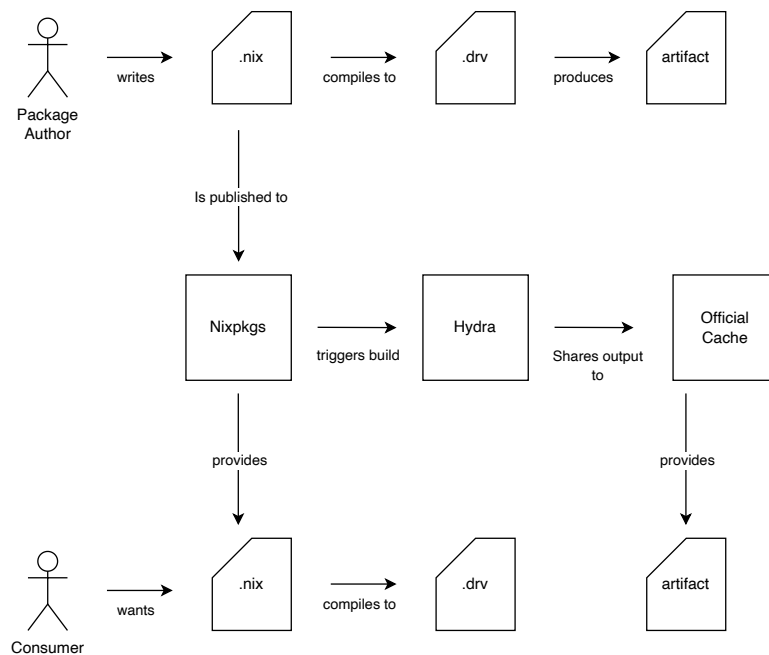 .nix
.drv
artifact
writes
compiles to
produces
Package
Author
Is published to
Nixpkgs
Hydra
Official
Cache
triggers build
Shares output
to
provides
provides
.nix
.drv
artifact
wants
compiles to
Consumer